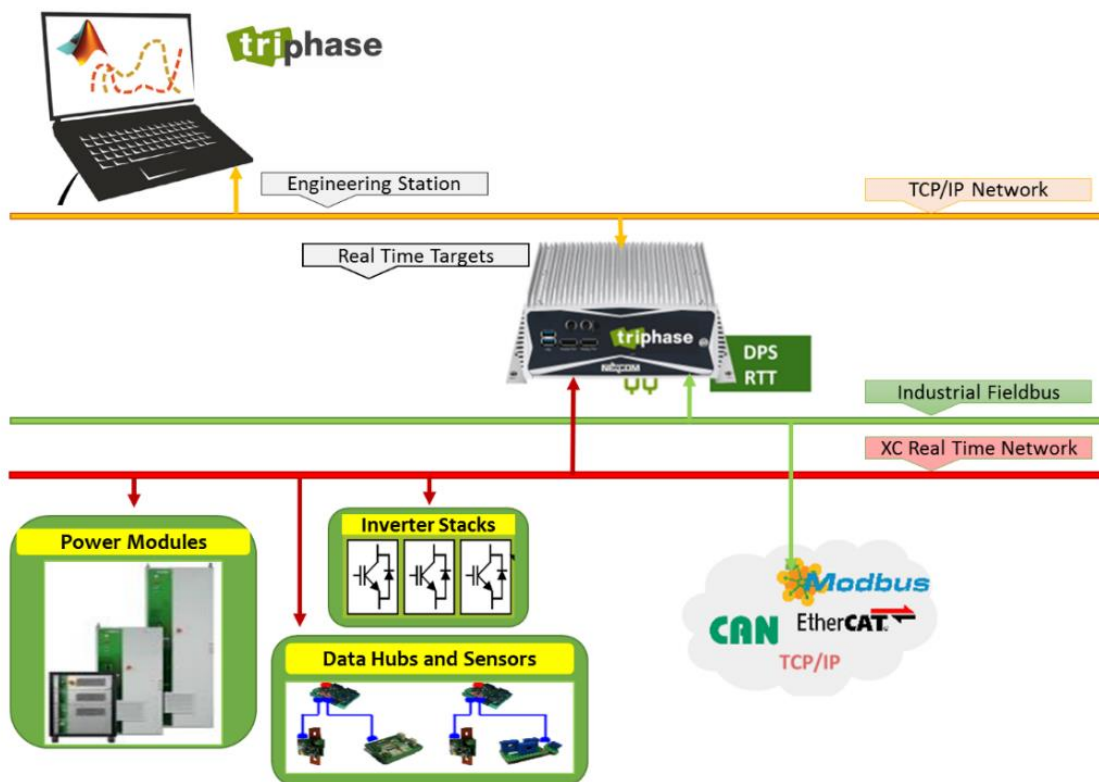 triphase
Engineering Station
TCP/IP Network
Real Time Targets
triphase
NEXCOM
DPS
RTT
Industrial Fieldbus
XC Real Time Network
Power Modules
Inverter Stacks
Data Hubs and Sensors
Modbus
CAN
EtherCAT
TCP/IP